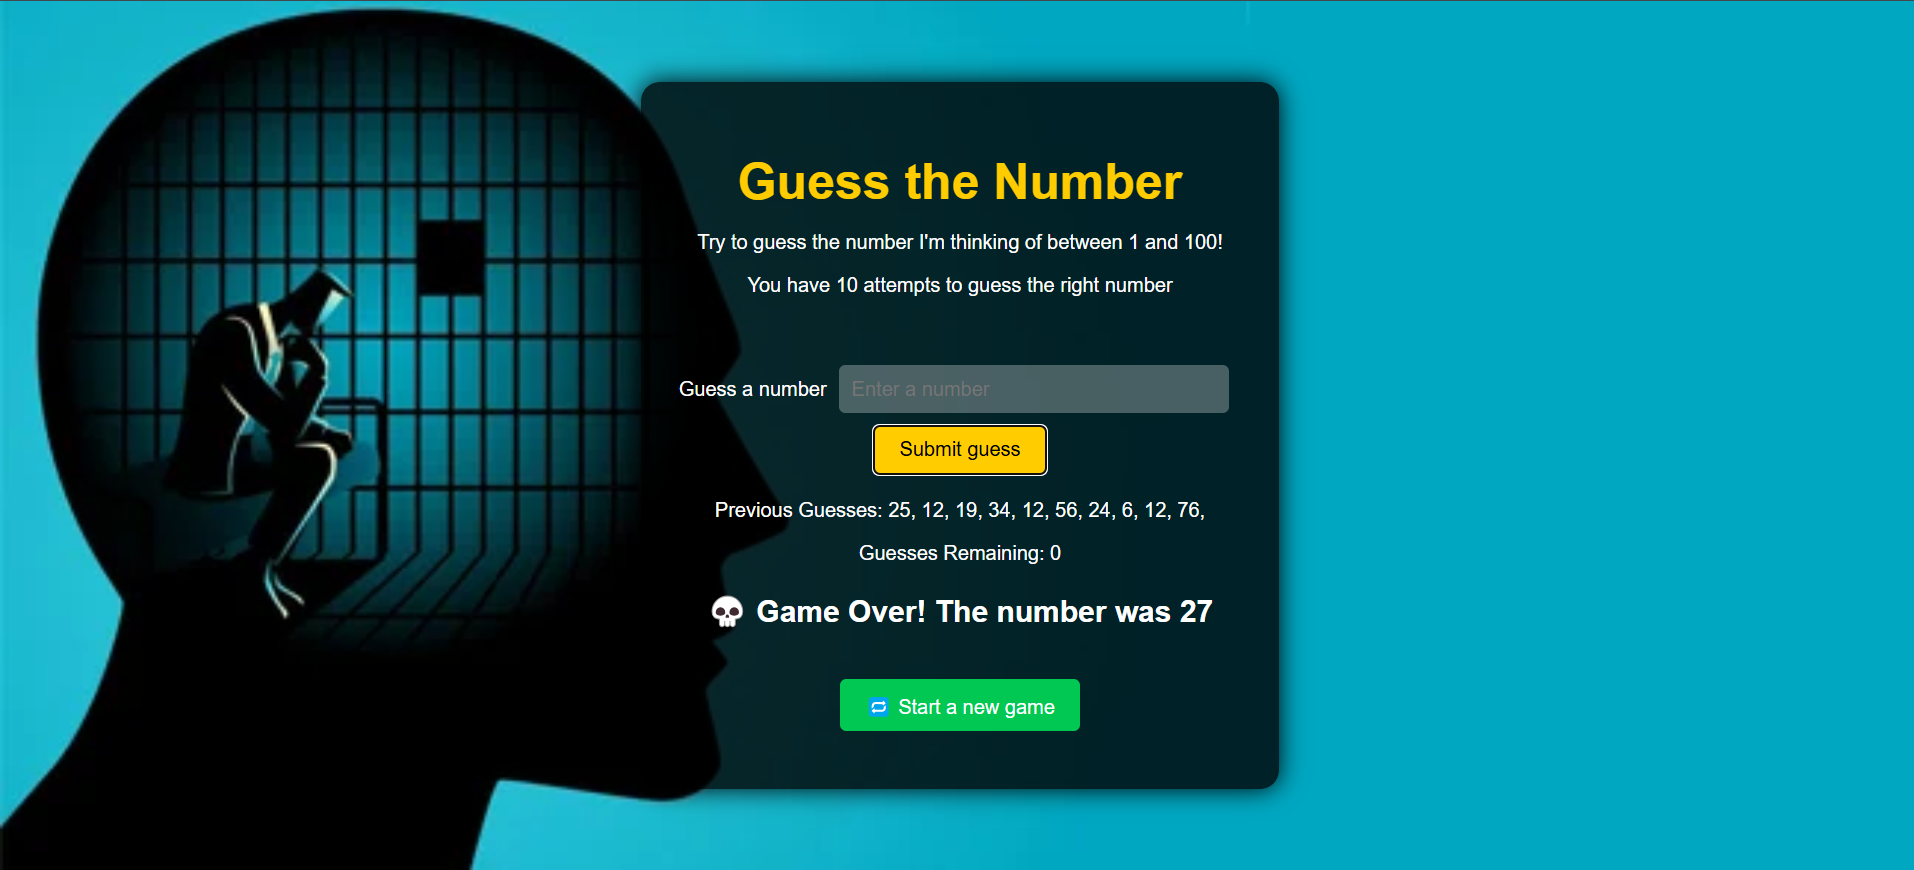 Guess the Number
Try to guess the number I'm thinking of between 1 and 100!
You have 10 attempts to guess the right number
Guess a number Enter a number
Submit guess
Previous Guesses: 25, 12, 19, 34, 12, 56, 24, 6, 12, 76,
Guesses Remaining: 0
💀 Game Over! The number was 27
🔁 Start a new game